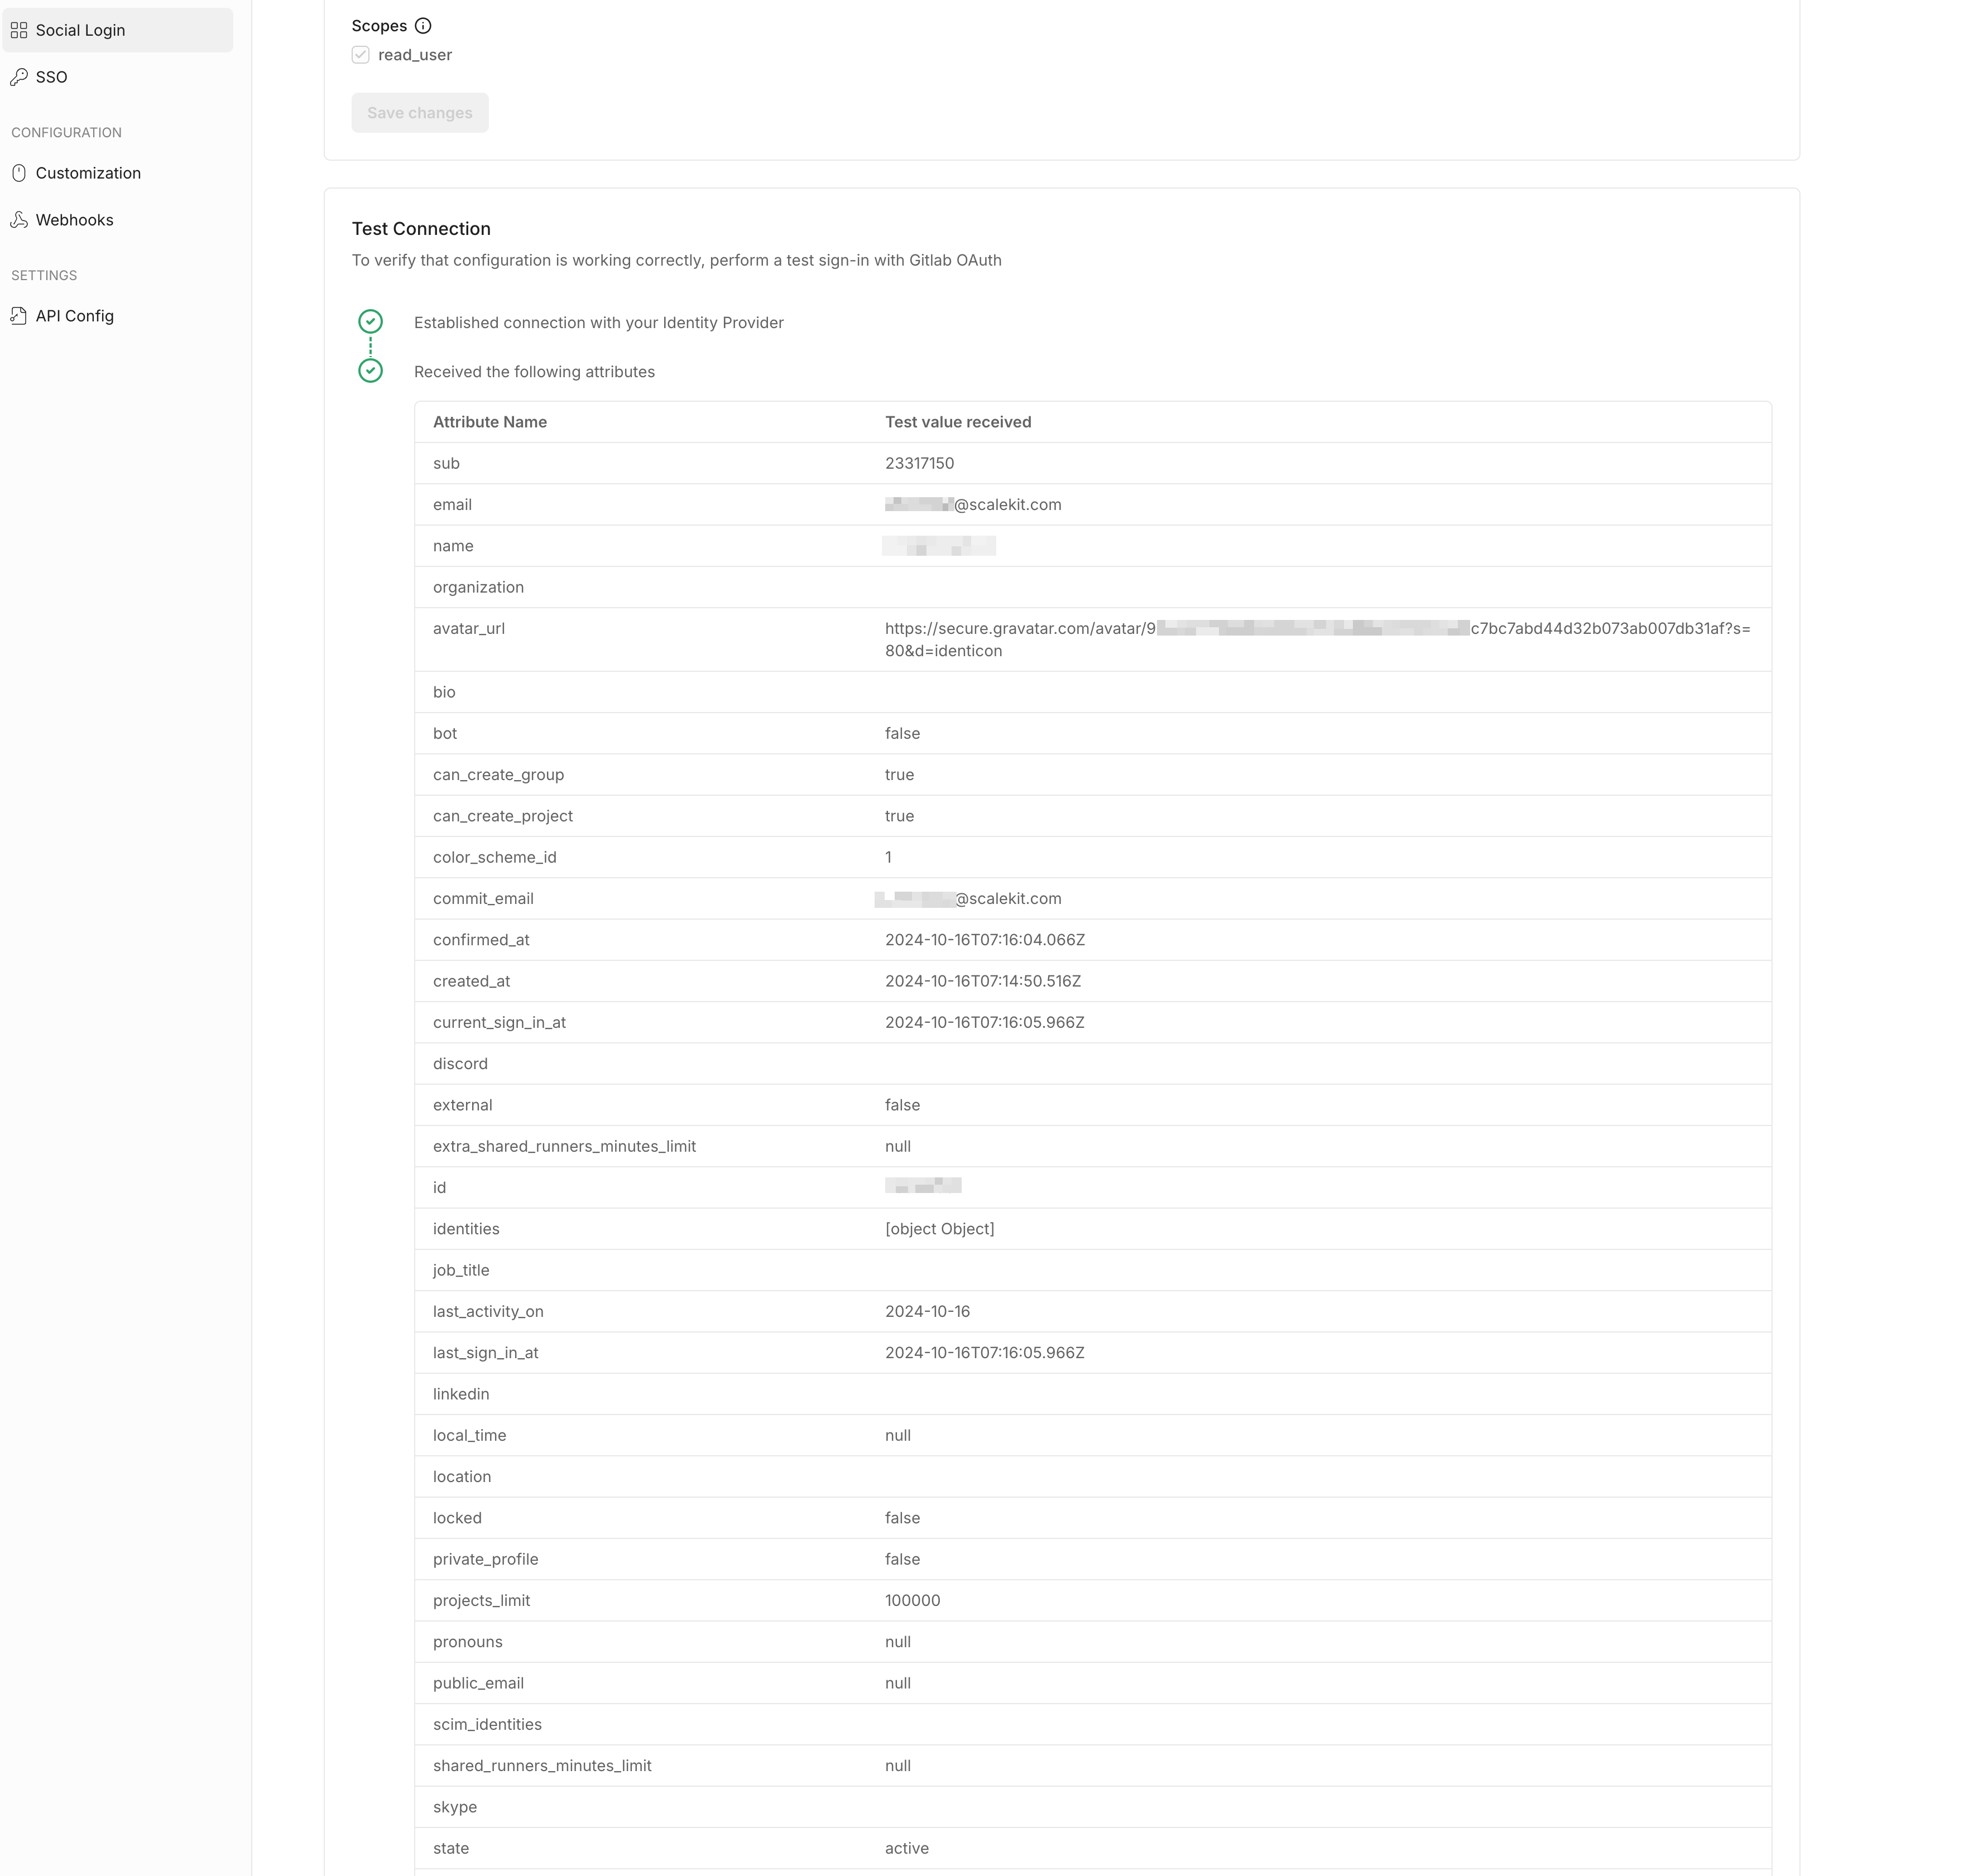 Social Login
SSO
CONFIGURATION
Customization
Webhooks
SETTINGS
API Config
Scopes
read_user
Save changes
Test Connection
To verify that configuration is working correctly, perform a test sign-in with Gitlab OAuth
Established connection with your Identity Provider
Received the following attributes
Attribute Name Test value received
sub 23317150
email @scalekit.com
name
organization
avatar_url https://secure.gravatar.com/avatar/9 c7bc7abd44d32b073ab007db31af?s=
80&d=identicon
bio
bot false
can_create_group true
can_create_project true
color_scheme_id 1
commit_email @scalekit.com
confirmed_at 2024-10-16T07:16:04.066Z
created_at 2024-10-16T07:14:50.516Z
current_sign_in_at 2024-10-16T07:16:05.966Z
discord
external false
extra_shared_runners_minutes_limit null
id
identities [object Object]
job_title
last_activity_on 2024-10-16
last_sign_in_at 2024-10-16T07:16:05.966Z
linkedin
local_time null
location
locked false
private_profile false
projects_limit 100000
pronouns null
public_email null
scim_identities
shared_runners_minutes_limit null
skype
state active